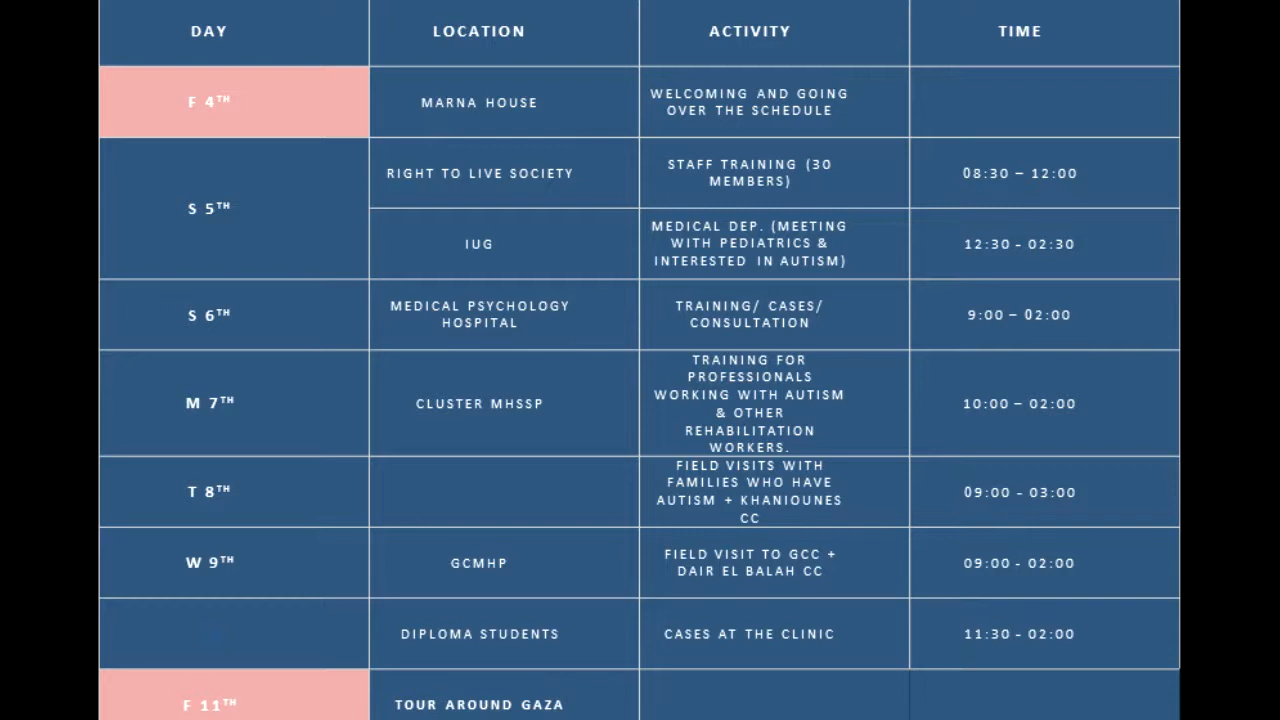 DAY LOCATION ACTIVITY TIME
F 4TH MARNA HOUSE WELCOMING AND GOING
OVER THE SCHEDULE
S 5TH RIGHT TO LIVE SOCIETY STAFF TRAINING (30
MEMBERS) 08:30 – 12:00
IUG MEDICAL DEP. (MEETING
WITH PEDIATRICS &
INTERESTED IN AUTISM) 12:30 - 02:30
S 6TH MEDICAL PSYCHOLOGY
HOSPITAL TRAINING/ CASES/
CONSULTATION 9:00 – 02:00
M 7TH CLUSTER MHSSP TRAINING FOR
PROFESSIONALS
WORKING WITH AUTISM
& OTHER
REHABILITATION
WORKERS. 10:00 – 02:00
T 8TH FIELD VISITS WITH
FAMILIES WHO HAVE
AUTISM + KHANIOUNES
CC 09:00 - 03:00
W 9TH GCMHP FIELD VISIT TO GCC +
DAIR EL BALAH CC 09:00 - 02:00
DIPLOMA STUDENTS CASES AT THE CLINIC 11:30 - 02:00
F 11TH TOUR AROUND GAZA